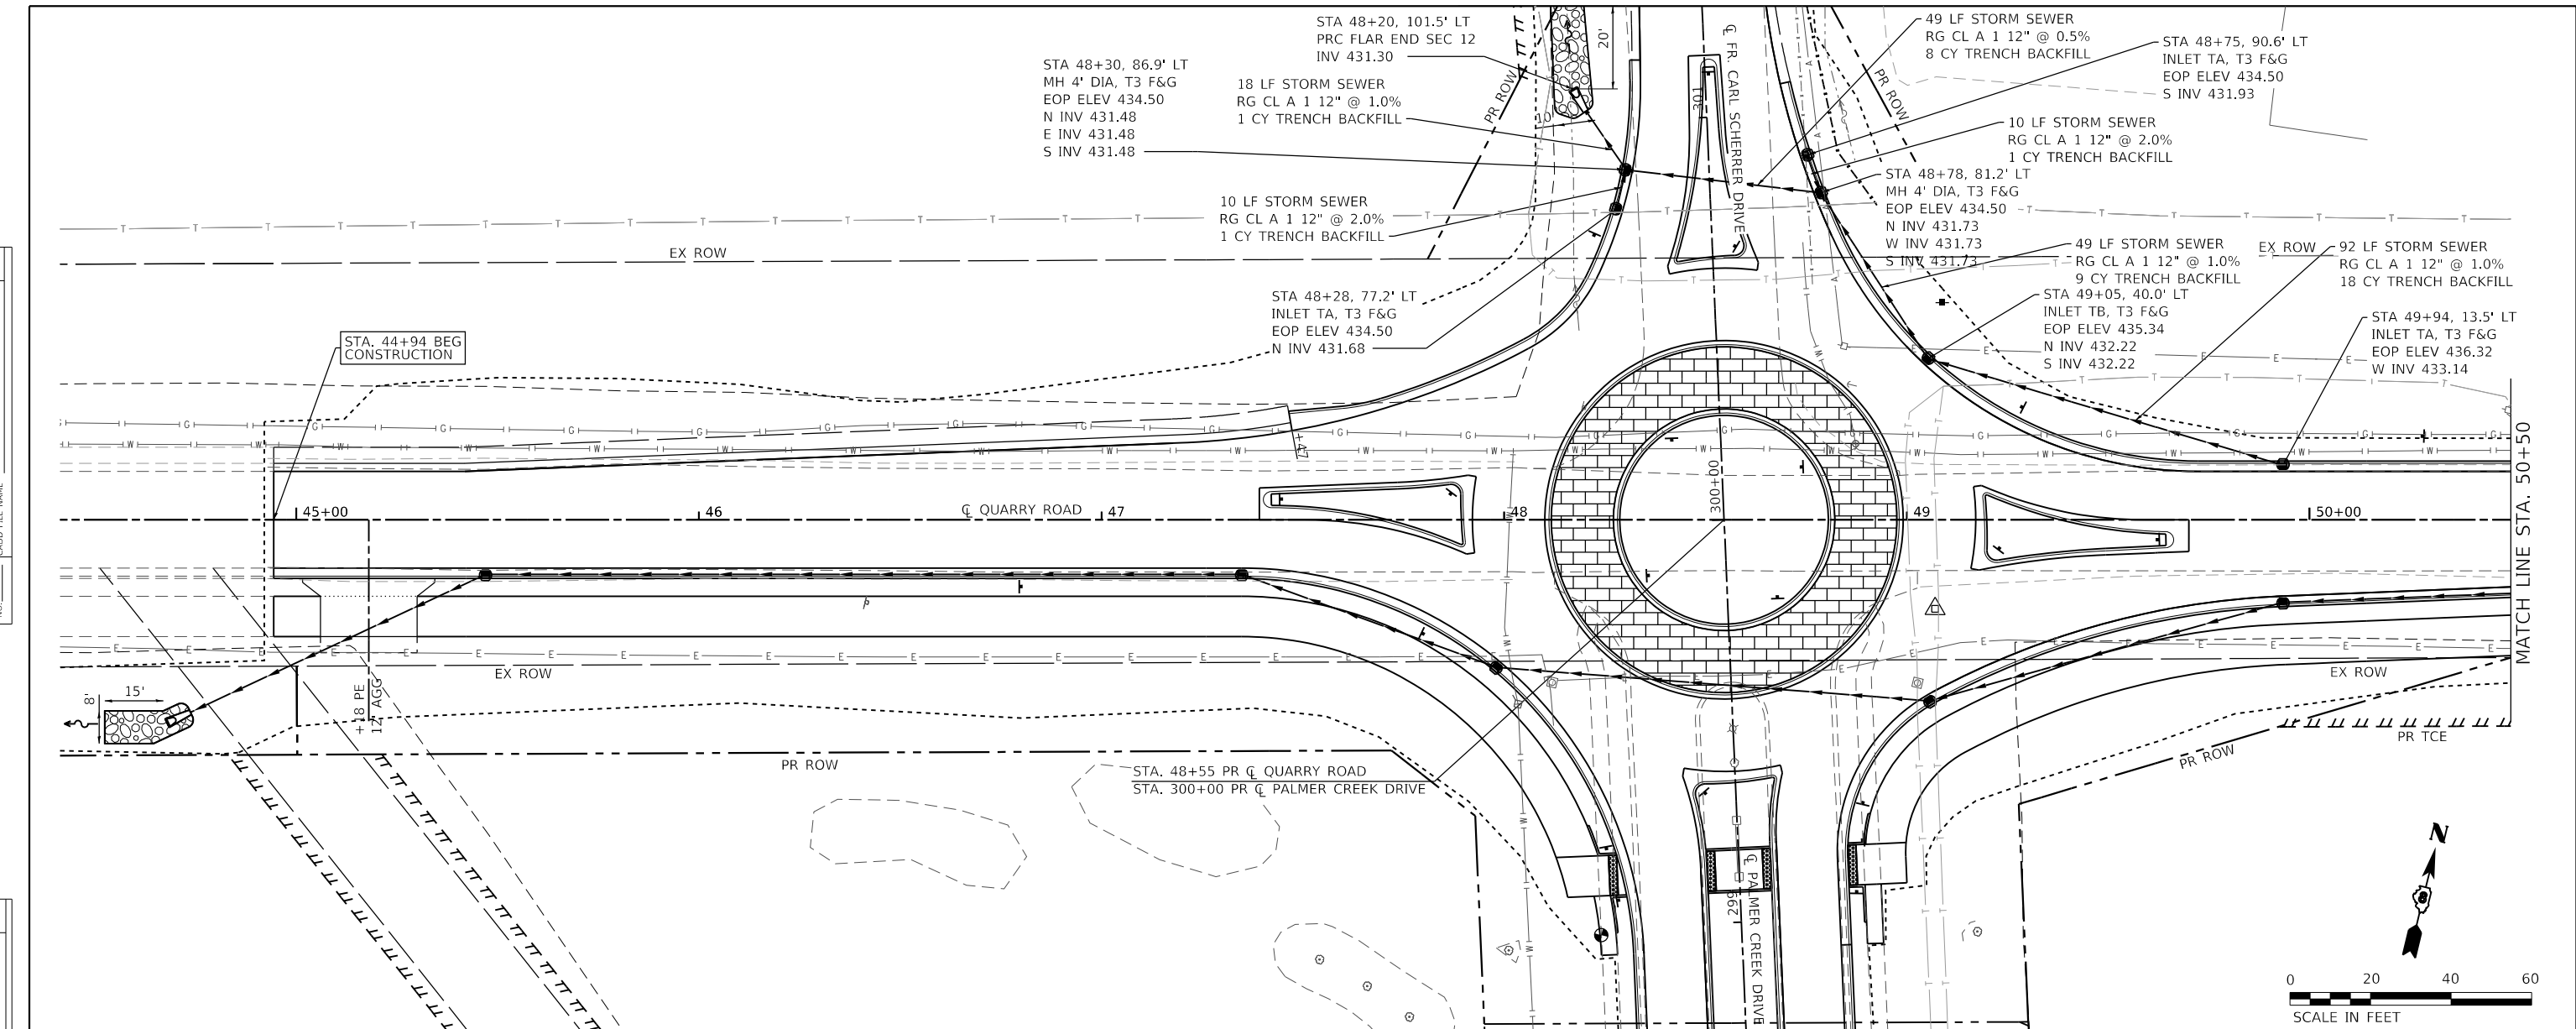 STA 48+20, 101.5' LT
PRC FLAR END SEC 12
INV 431.30
20'
10'
STA 48+30, 86.9' LT
MH 4' DIA, T3 F&G
EOP ELEV 434.50
N INV 431.48
E INV 431.48
S INV 431.48
18 LF STORM SEWER
RG CL A 1 12" @ 1.0%
1 CY TRENCH BACKFILL
10 LF STORM SEWER
RG CL A 1 12" @ 2.0%
1 CY TRENCH BACKFILL
STA 48+28, 77.2' LT
INLET TA, T3 F&G
EOP ELEV 434.50
N INV 431.68
PR ROW
℄ FR. CARL SCHERRER DRIVE
301
PR ROW
49 LF STORM SEWER
RG CL A 1 12" @ 0.5%
8 CY TRENCH BACKFILL
STA 48+75, 90.6' LT
INLET TA, T3 F&G
EOP ELEV 434.50
S INV 431.93
10 LF STORM SEWER
RG CL A 1 12" @ 2.0%
1 CY TRENCH BACKFILL
STA 48+78, 81.2' LT
MH 4' DIA, T3 F&G
EOP ELEV 434.50
N INV 431.73
W INV 431.73
S INV 431.73
49 LF STORM SEWER
RG CL A 1 12" @ 1.0%
9 CY TRENCH BACKFILL
EX ROW
92 LF STORM SEWER
RG CL A 1 12" @ 1.0%
18 CY TRENCH BACKFILL
STA 49+05, 40.0' LT
INLET TB, T3 F&G
EOP ELEV 435.34
N INV 432.22
S INV 432.22
STA 49+94, 13.5' LT
INLET TA, T3 F&G
EOP ELEV 436.32
W INV 433.14
EX ROW
STA. 44+94 BEG
CONSTRUCTION
+47
45+00
46
℄ QUARRY ROAD
47
48
300+00
49
50+00
MATCH LINE STA. 50+50
EX ROW
EX ROW
15'
8'
+18 PE
12' AGG
PR ROW
PR TCE
PR ROW
STA. 48+55 PR ℄ QUARRY ROAD
STA. 300+00 PR ℄ PALMER CREEK DRIVE
299
℄ PALMER CREEK DRIVE
N
0 20 40 60
SCALE IN FEET